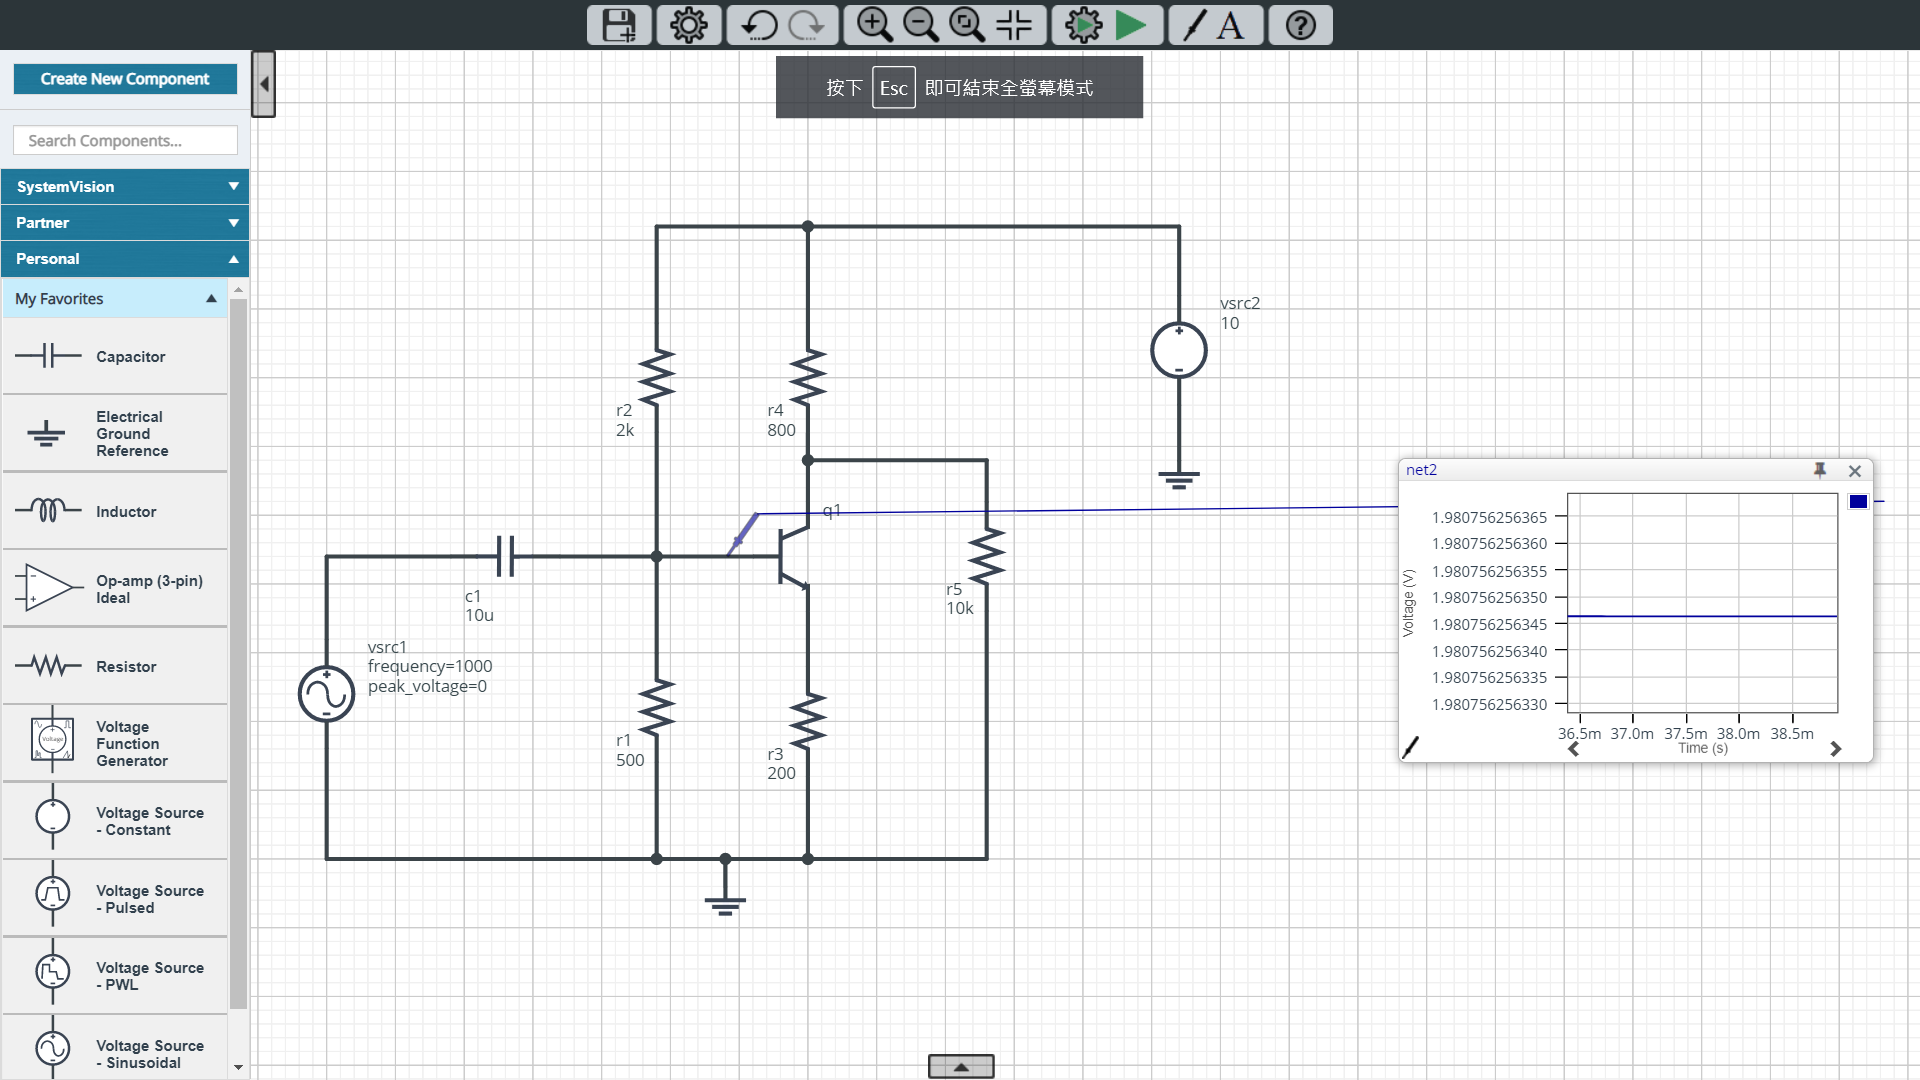 A
?
Create New Component
按下 Esc 即可結束全螢幕模式
Search Components...
SystemVision
Partner
Personal
My Favorites
Capacitor
Electrical
Ground
Reference
Inductor
Op-amp (3-pin)
Ideal
Resistor
Voltage
Voltage
Function
Generator
Voltage Source
- Constant
Voltage Source
- Pulsed
Voltage Source
- PWL
Voltage Source
- Sinusoidal
vsrc2
10
r2
2k
r4
800
q1
c1
10u
r5
10k
vsrc1
frequency=1000
peak_voltage=0
r1
500
r3
200
net2
Voltage (V)
1.980756256365
1.980756256360
1.980756256355
1.980756256350
1.980756256345
1.980756256340
1.980756256335
1.980756256330
36.5m 37.0m 37.5m 38.0m 38.5m
Time (s)